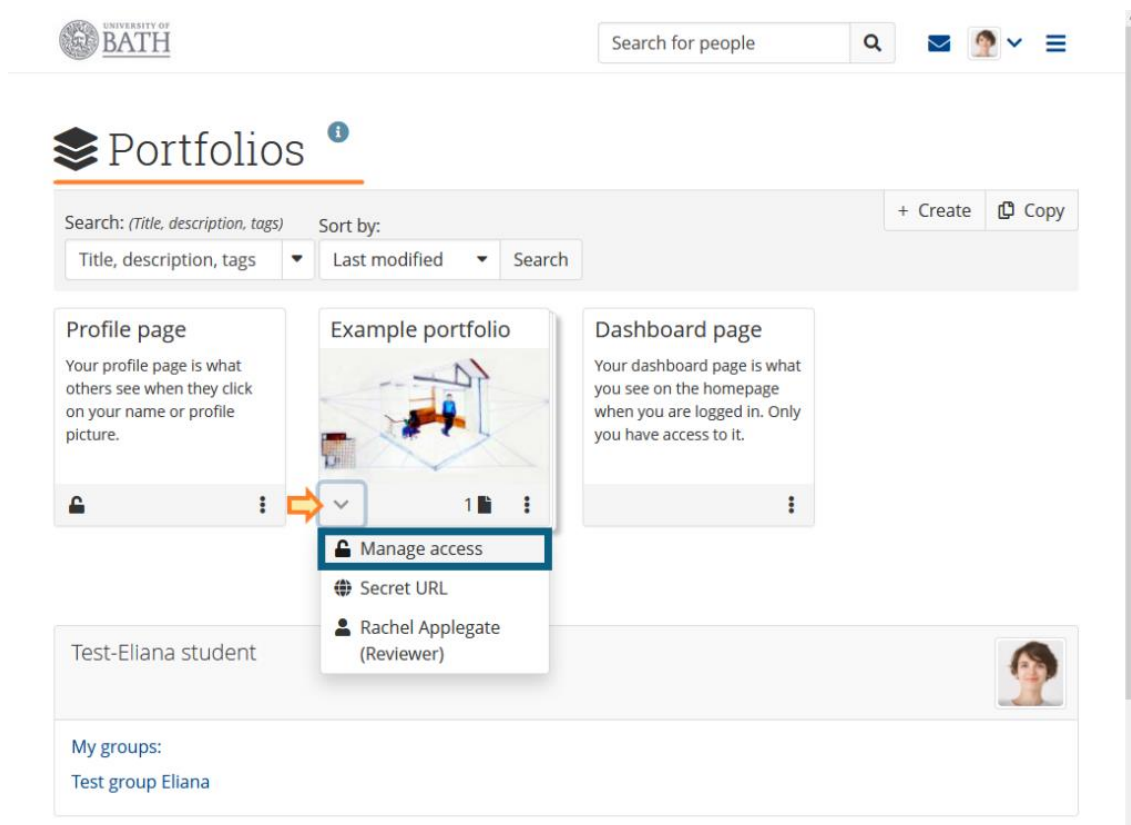 UNIVERSITY OF
BATH
Search for people
Portfolios
Search: (Title, description, tags)
Sort by:
+ Create
Copy
Title, description, tags
Last modified
Search
Profile page
Your profile page is what
others see when they click
on your name or profile
picture.
Example portfolio
1
Manage access
Secret URL
Rachel Applegate
(Reviewer)
Dashboard page
Your dashboard page is what
you see on the homepage
when you are logged in. Only
you have access to it.
Test-Eliana student
My groups:
Test group Eliana